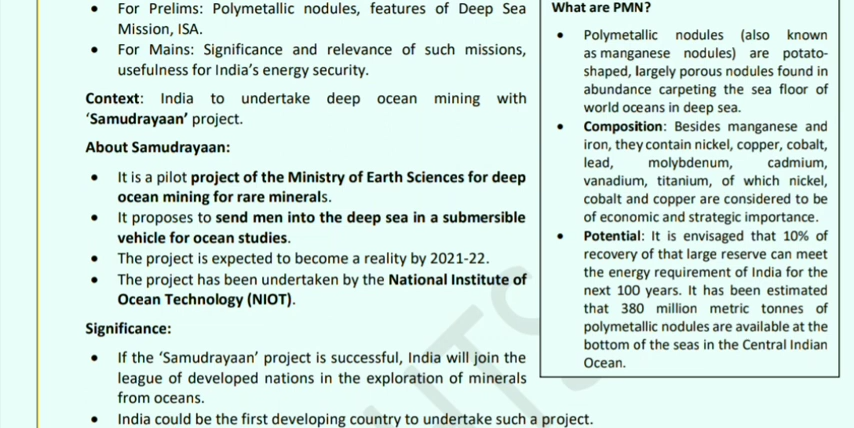 • For Prelims: Polymetallic nodules, features of Deep Sea
Mission, ISA.
• For Mains: Significance and relevance of such missions,
usefulness for India's energy security.
Context: India to undertake deep ocean mining with
'Samudrayaan' project.
About Samudrayaan:
• It is a pilot project of the Ministry of Earth Sciences for deep
ocean mining for rare minerals.
• It proposes to send men into the deep sea in a submersible
vehicle for ocean studies.
• The project is expected to become a reality by 2021-22.
• The project has been undertaken by the National Institute of
Ocean Technology (NIOT).
Significance:
• If the 'Samudrayaan' project is successful, India will join the
league of developed nations in the exploration of minerals
from oceans.
• India could be the first developing country to undertake such a project.
What are PMN?
• Polymetallic nodules (also known
as manganese nodules) are potato-
shaped, largely porous nodules found in
abundance carpeting the sea floor of
world oceans in deep sea.
• Composition: Besides manganese and
iron, they contain nickel, copper, cobalt,
lead, molybdenum, cadmium,
vanadium, titanium, of which nickel,
cobalt and copper are considered to be
of economic and strategic importance.
• Potential: It is envisaged that 10% of
recovery of that large reserve can meet
the energy requirement of India for the
next 100 years. It has been estimated
that 380 million metric tonnes of
polymetallic nodules are available at the
bottom of the seas in the Central Indian
Ocean.